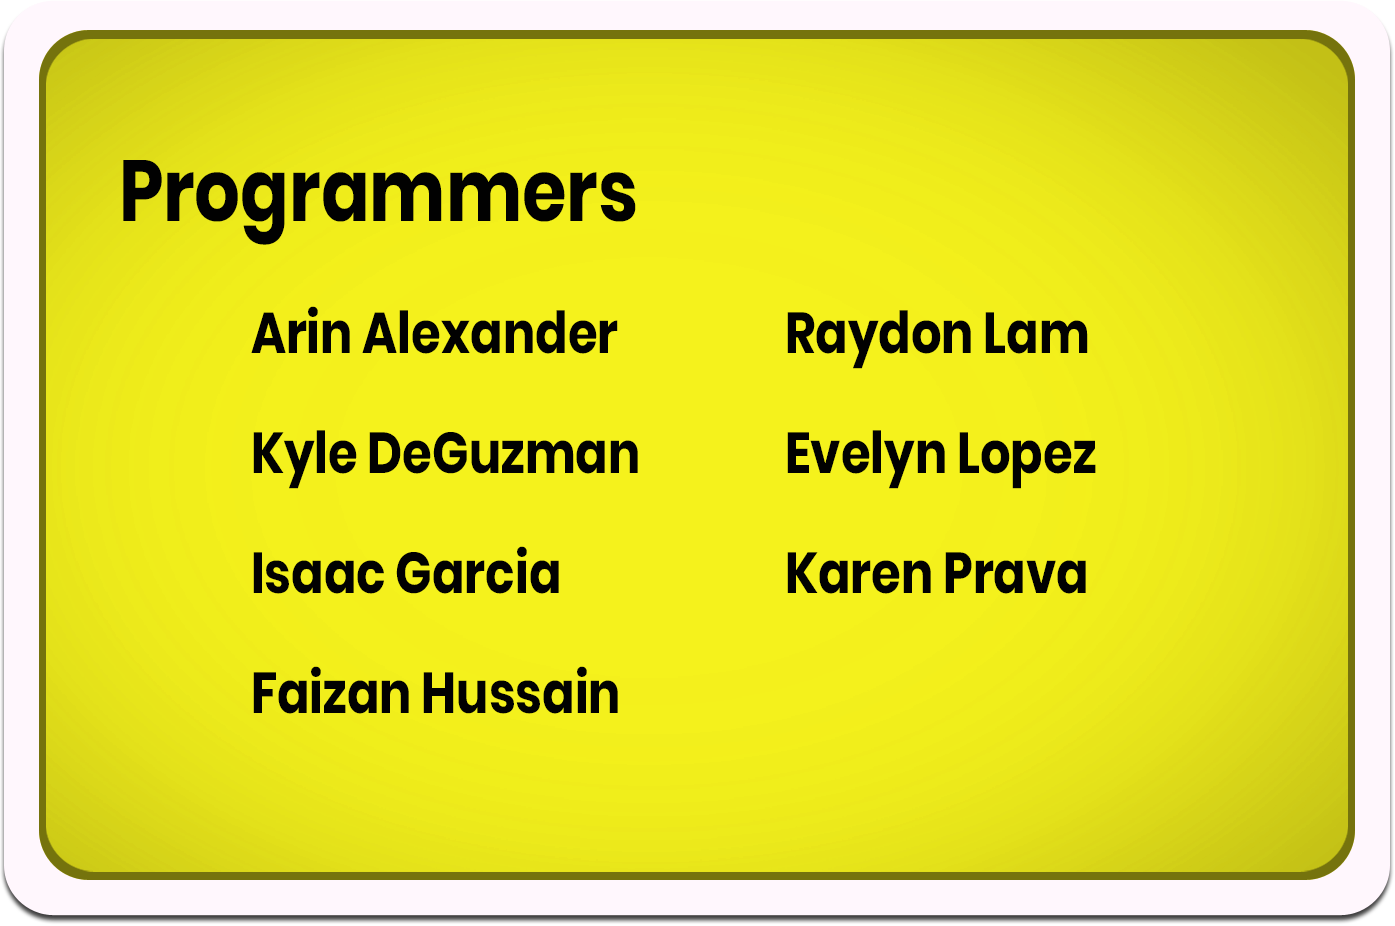 Programmers
Arin Alexander
Kyle DeGuzman
Isaac Garcia
Faizan Hussain
Raydon Lam
Evelyn Lopez
Karen Prava